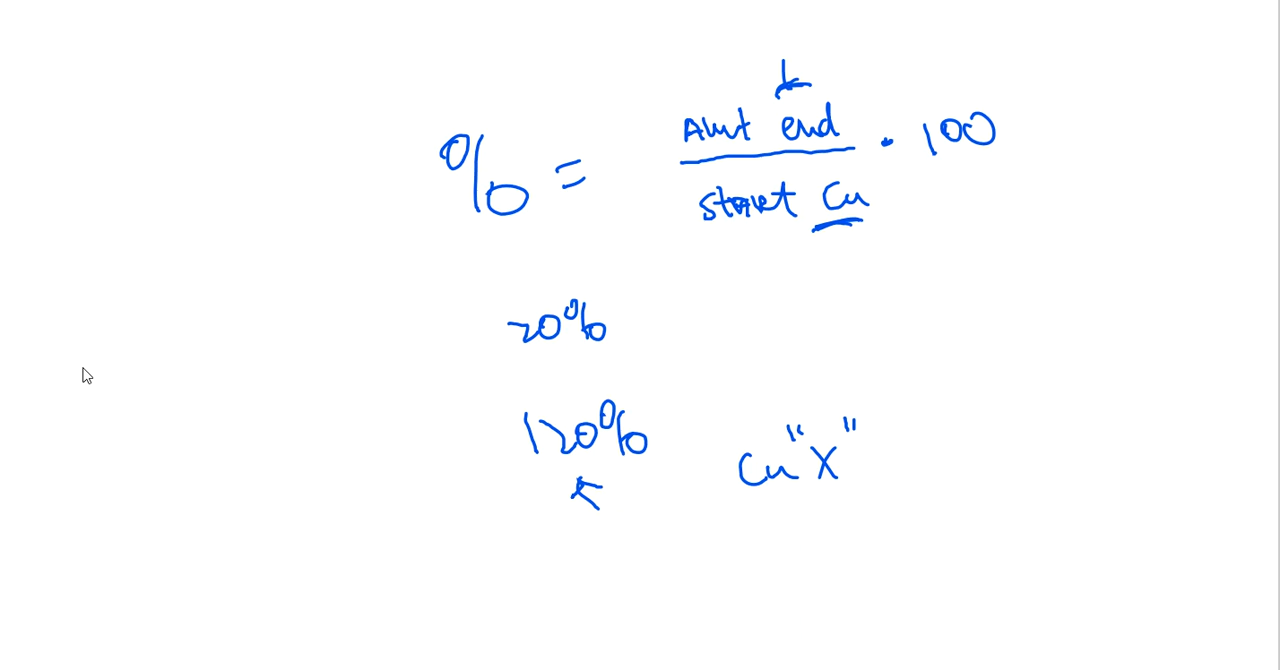 % = Amt end / start Cu · 100
20%
120%
Cu "X"